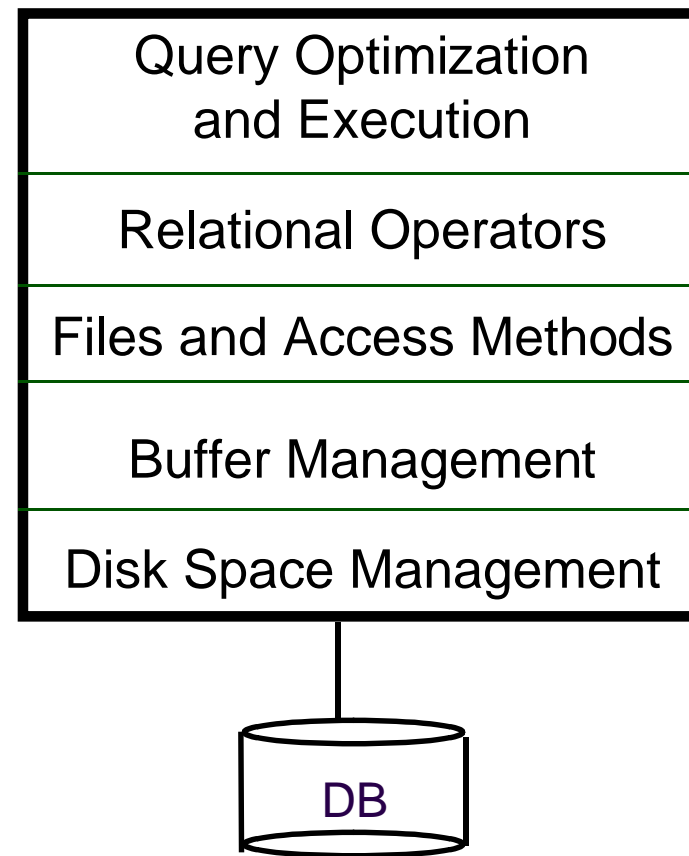 Query Optimization
and Execution
Relational Operators
Files and Access Methods
Buffer Management
Disk Space Management
DB